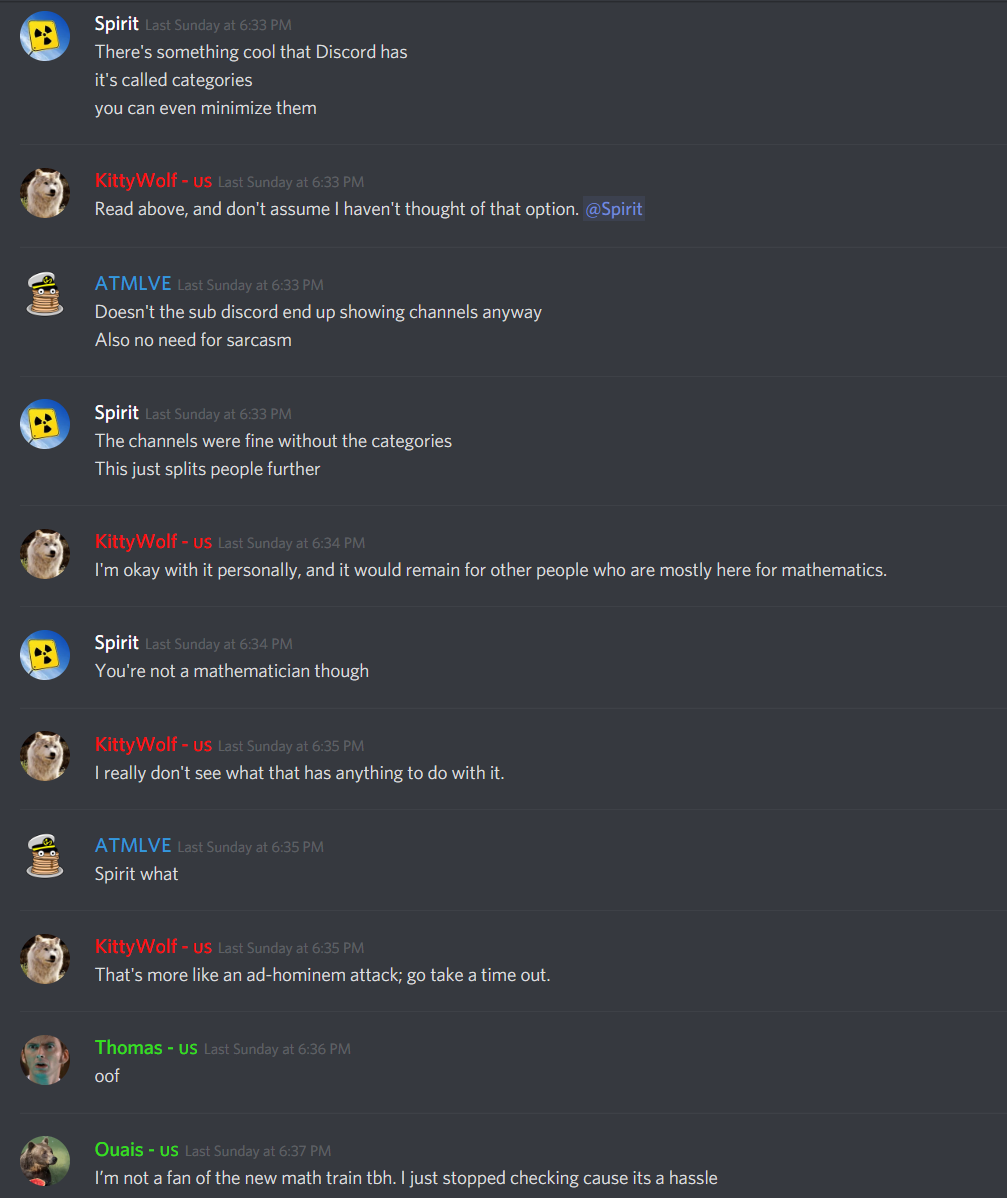 Spirit Last Sunday at 6:33 PM
There's something cool that Discord has
it's called categories
you can even minimize them
KittyWolf - us Last Sunday at 6:33 PM
Read above, and don't assume I haven't thought of that option. @Spirit
ATMLVE Last Sunday at 6:33 PM
Doesn't the sub discord end up showing channels anyway
Also no need for sarcasm
Spirit Last Sunday at 6:33 PM
The channels were fine without the categories
This just splits people further
KittyWolf - us Last Sunday at 6:34 PM
I'm okay with it personally, and it would remain for other people who are mostly here for mathematics.
Spirit Last Sunday at 6:34 PM
You're not a mathematician though
KittyWolf - us Last Sunday at 6:35 PM
I really don't see what that has anything to do with it.
ATMLVE Last Sunday at 6:35 PM
Spirit what
KittyWolf - us Last Sunday at 6:35 PM
That's more like an ad-hominem attack; go take a time out.
Thomas - us Last Sunday at 6:36 PM
oof
Ouais - us Last Sunday at 6:37 PM
I’m not a fan of the new math train tbh. I just stopped checking cause its a hassle